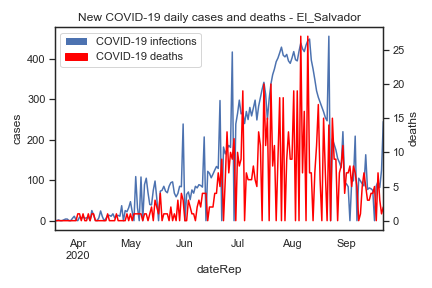 New COVID-19 daily cases and deaths - El_Salvador
COVID-19 infections
COVID-19 deaths
400
300
200
100
0
cases
25
20
15
10
5
0
deaths
Apr
2020
May
Jun
Jul
Aug
Sep
dateRep